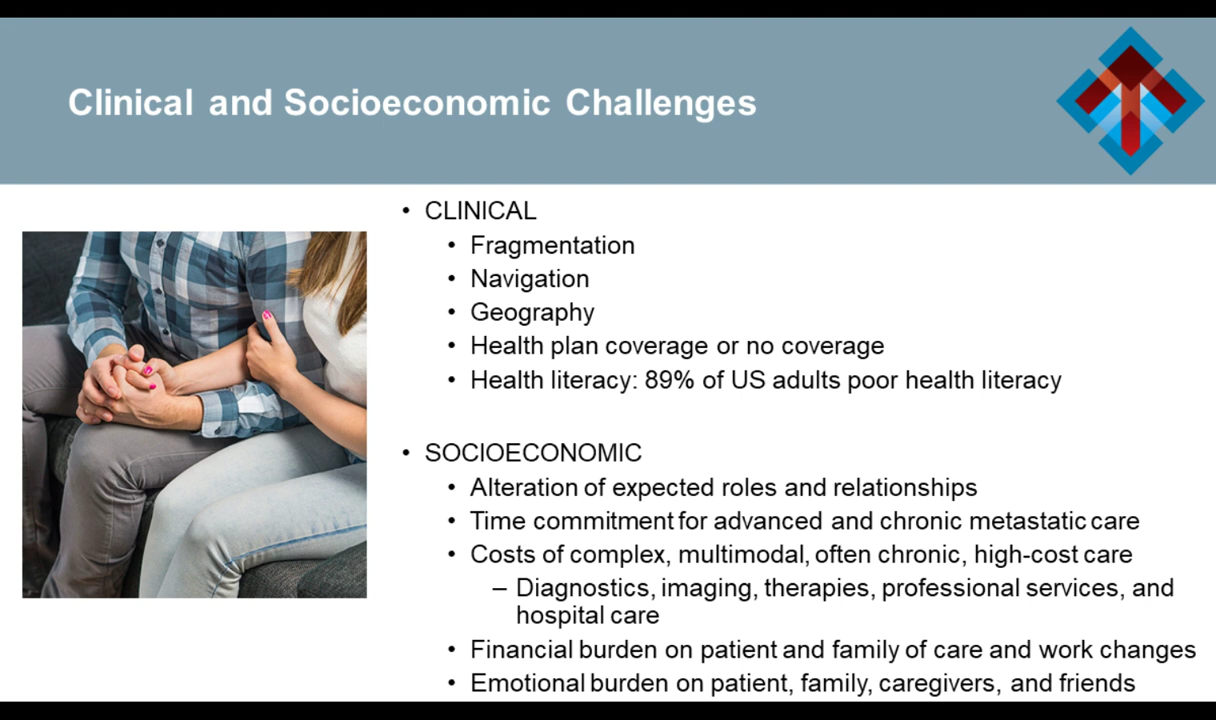 Clinical and Socioeconomic Challenges
• CLINICAL
• Fragmentation
• Navigation
• Geography
• Health plan coverage or no coverage
• Health literacy: 89% of US adults poor health literacy
• SOCIOECONOMIC
• Alteration of expected roles and relationships
• Time commitment for advanced and chronic metastatic care
• Costs of complex, multimodal, often chronic, high-cost care
– Diagnostics, imaging, therapies, professional services, and
hospital care
• Financial burden on patient and family of care and work changes
• Emotional burden on patient, family, caregivers, and friends